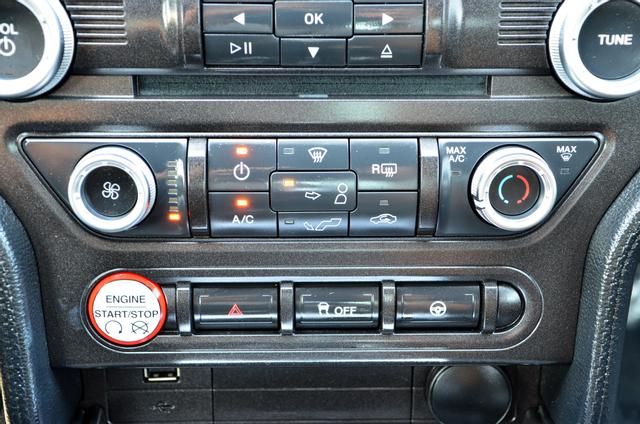 OL
OK
TUNE
MAX
A/C
MAX
R
A/C
ENGINE
START/STOP
OFF